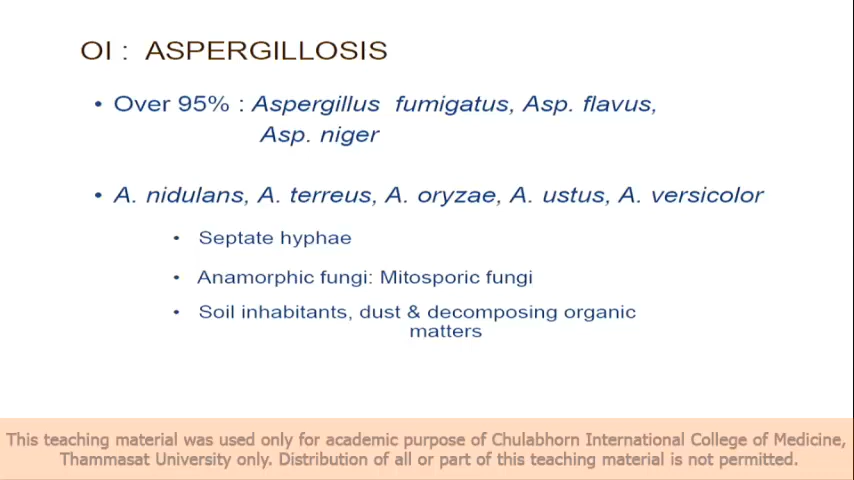 OI : ASPERGILLOSIS
• Over 95% : Aspergillus fumigatus, Asp. flavus,
Asp. niger
• A. nidulans, A. terreus, A. oryzae, A. ustus, A. versicolor
• Septate hyphae
• Anamorphic fungi: Mitosporic fungi
• Soil inhabitants, dust & decomposing organic
matters
This teaching material was used only for academic purpose of Chulabhorn International College of Medicine,
Thammasat University only. Distribution of all or part of this teaching material is not permitted.